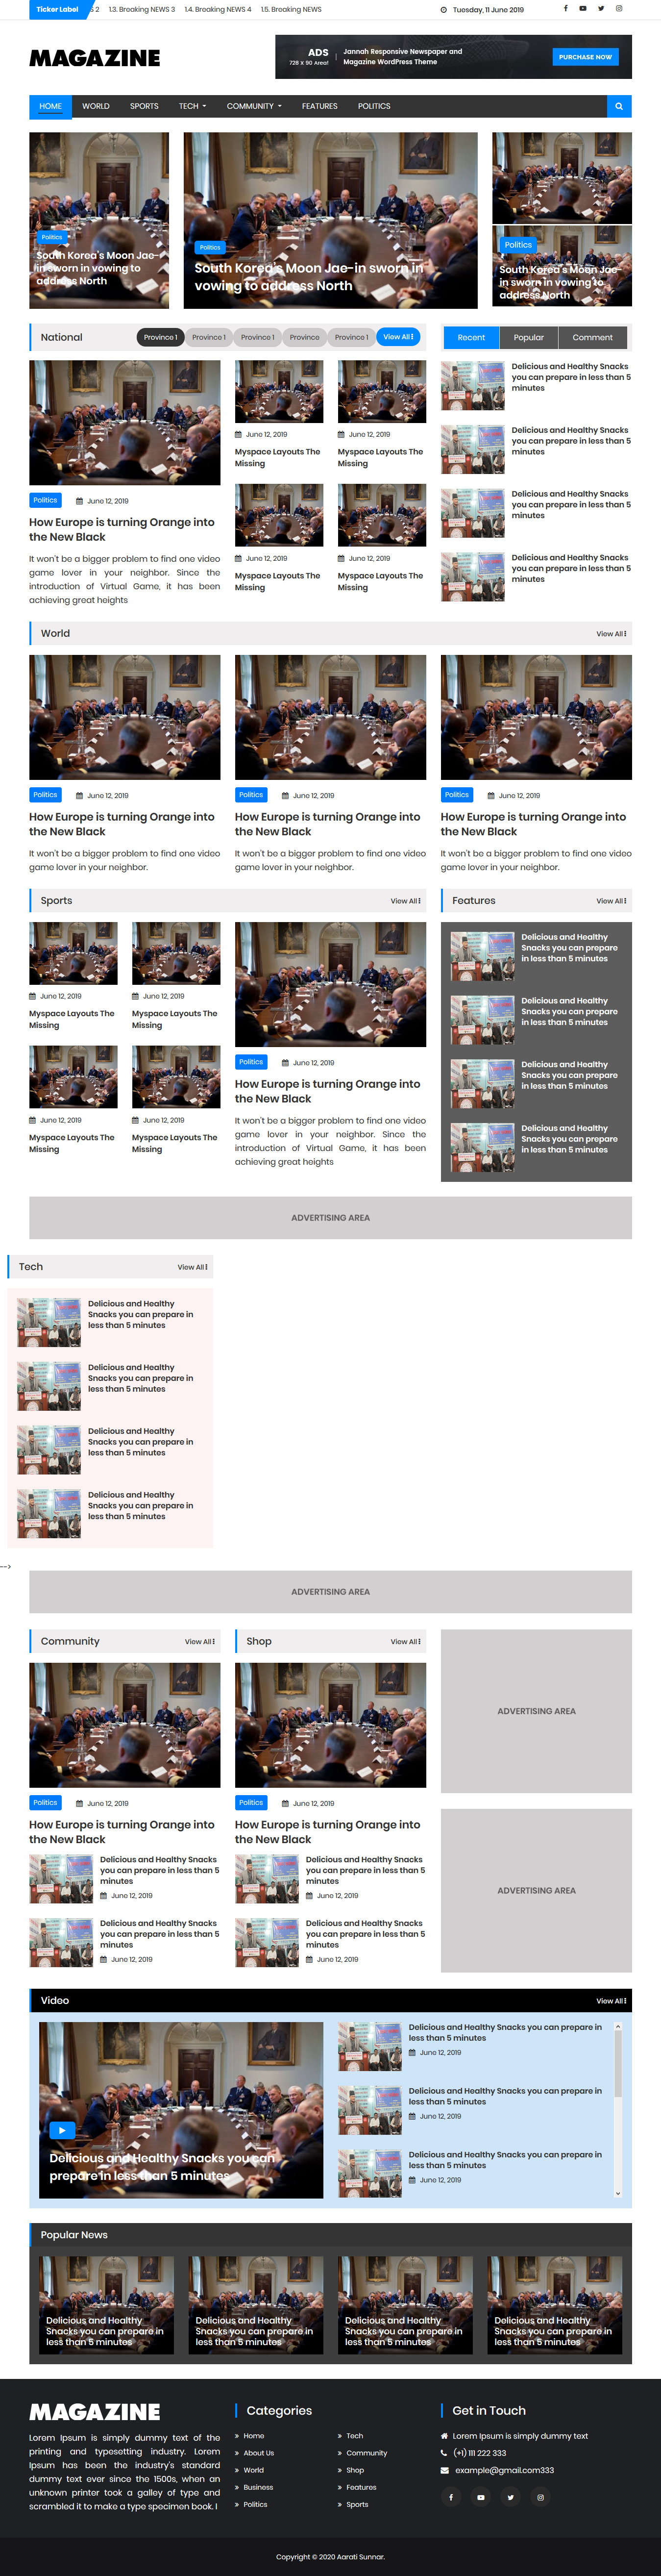 Ticker Label
S 2 1.3. Breaking NEWS 3 1.4. Breaking NEWS 4 1.5. Breaking NEWS
Tuesday, 11 June 2019
MAGAZINE
ADS
728 X 90 Area!
Jannah Responsive Newspaper and
Magazine WordPress Theme
PURCHASE NOW
HOME WORLD SPORTS TECH COMMUNITY FEATURES POLITICS
Politics
South Korea's Moon Jae-
in sworn in vowing to
address North
Politics
South Korea's Moon Jae-in sworn in
vowing to address North
Politics
South Korea's Moon Jae-
in sworn in vowing to
address North
National
Province 1 Province 1 Province 1 Province Province 1 View All
Recent Popular Comment
Politics June 12, 2019
How Europe is turning Orange into
the New Black
It won't be a bigger problem to find one video
game lover in your neighbor. Since the
introduction of Virtual Game, it has been
achieving great heights
June 12, 2019
Myspace Layouts The
Missing
June 12, 2019
Myspace Layouts The
Missing
June 12, 2019
Myspace Layouts The
Missing
June 12, 2019
Myspace Layouts The
Missing
Delicious and Healthy Snacks
you can prepare in less than 5
minutes
Delicious and Healthy Snacks
you can prepare in less than 5
minutes
Delicious and Healthy Snacks
you can prepare in less than 5
minutes
Delicious and Healthy Snacks
you can prepare in less than 5
minutes
World View All
Politics June 12, 2019
How Europe is turning Orange into
the New Black
It won't be a bigger problem to find one video
game lover in your neighbor.
Politics June 12, 2019
How Europe is turning Orange into
the New Black
It won't be a bigger problem to find one video
game lover in your neighbor.
Politics June 12, 2019
How Europe is turning Orange into
the New Black
It won't be a bigger problem to find one video
game lover in your neighbor.
Sports View All
June 12, 2019
Myspace Layouts The
Missing
June 12, 2019
Myspace Layouts The
Missing
June 12, 2019
Myspace Layouts The
Missing
June 12, 2019
Myspace Layouts The
Missing
Politics June 12, 2019
How Europe is turning Orange into
the New Black
It won't be a bigger problem to find one video
game lover in your neighbor. Since the
introduction of Virtual Game, it has been
achieving great heights
Features View All
Delicious and Healthy
Snacks you can prepare
in less than 5 minutes
Delicious and Healthy
Snacks you can prepare
in less than 5 minutes
Delicious and Healthy
Snacks you can prepare
in less than 5 minutes
Delicious and Healthy
Snacks you can prepare
in less than 5 minutes
ADVERTISING AREA
Tech View All
Delicious and Healthy
Snacks you can prepare in
less than 5 minutes
Delicious and Healthy
Snacks you can prepare in
less than 5 minutes
Delicious and Healthy
Snacks you can prepare in
less than 5 minutes
Delicious and Healthy
Snacks you can prepare in
less than 5 minutes
-->
ADVERTISING AREA
Community View All
Politics June 12, 2019
How Europe is turning Orange into
the New Black
Delicious and Healthy Snacks
you can prepare in less than 5
minutes
June 12, 2019
Delicious and Healthy Snacks
you can prepare in less than 5
minutes
June 12, 2019
Shop View All
Politics June 12, 2019
How Europe is turning Orange into
the New Black
Delicious and Healthy Snacks
you can prepare in less than 5
minutes
June 12, 2019
Delicious and Healthy Snacks
you can prepare in less than 5
minutes
June 12, 2019
ADVERTISING AREA
ADVERTISING AREA
Video View All
Delicious and Healthy Snacks you can
prepare in less than 5 minutes
Delicious and Healthy Snacks you can prepare in
less than 5 minutes
June 12, 2019
Delicious and Healthy Snacks you can prepare in
less than 5 minutes
June 12, 2019
Delicious and Healthy Snacks you can prepare in
less than 5 minutes
June 12, 2019
Popular News
Delicious and Healthy
Snacks you can prepare in
less than 5 minutes
Delicious and Healthy
Snacks you can prepare in
less than 5 minutes
Delicious and Healthy
Snacks you can prepare in
less than 5 minutes
Delicious and Healthy
Snacks you can prepare in
less than 5 minutes
MAGAZINE
Lorem Ipsum is simply dummy text of the
printing and typesetting industry. Lorem
Ipsum has been the industry's standard
dummy text ever since the 1500s, when an
unknown printer took a galley of type and
scrambled it to make a type specimen book. I
Categories
Home
About Us
World
Business
Politics
Tech
Community
Shop
Features
Sports
Get in Touch
Lorem Ipsum is simply dummy text
(+1) 111 222 333
example@gmail.com333
Copyright © 2020 Aarati Sunnar.